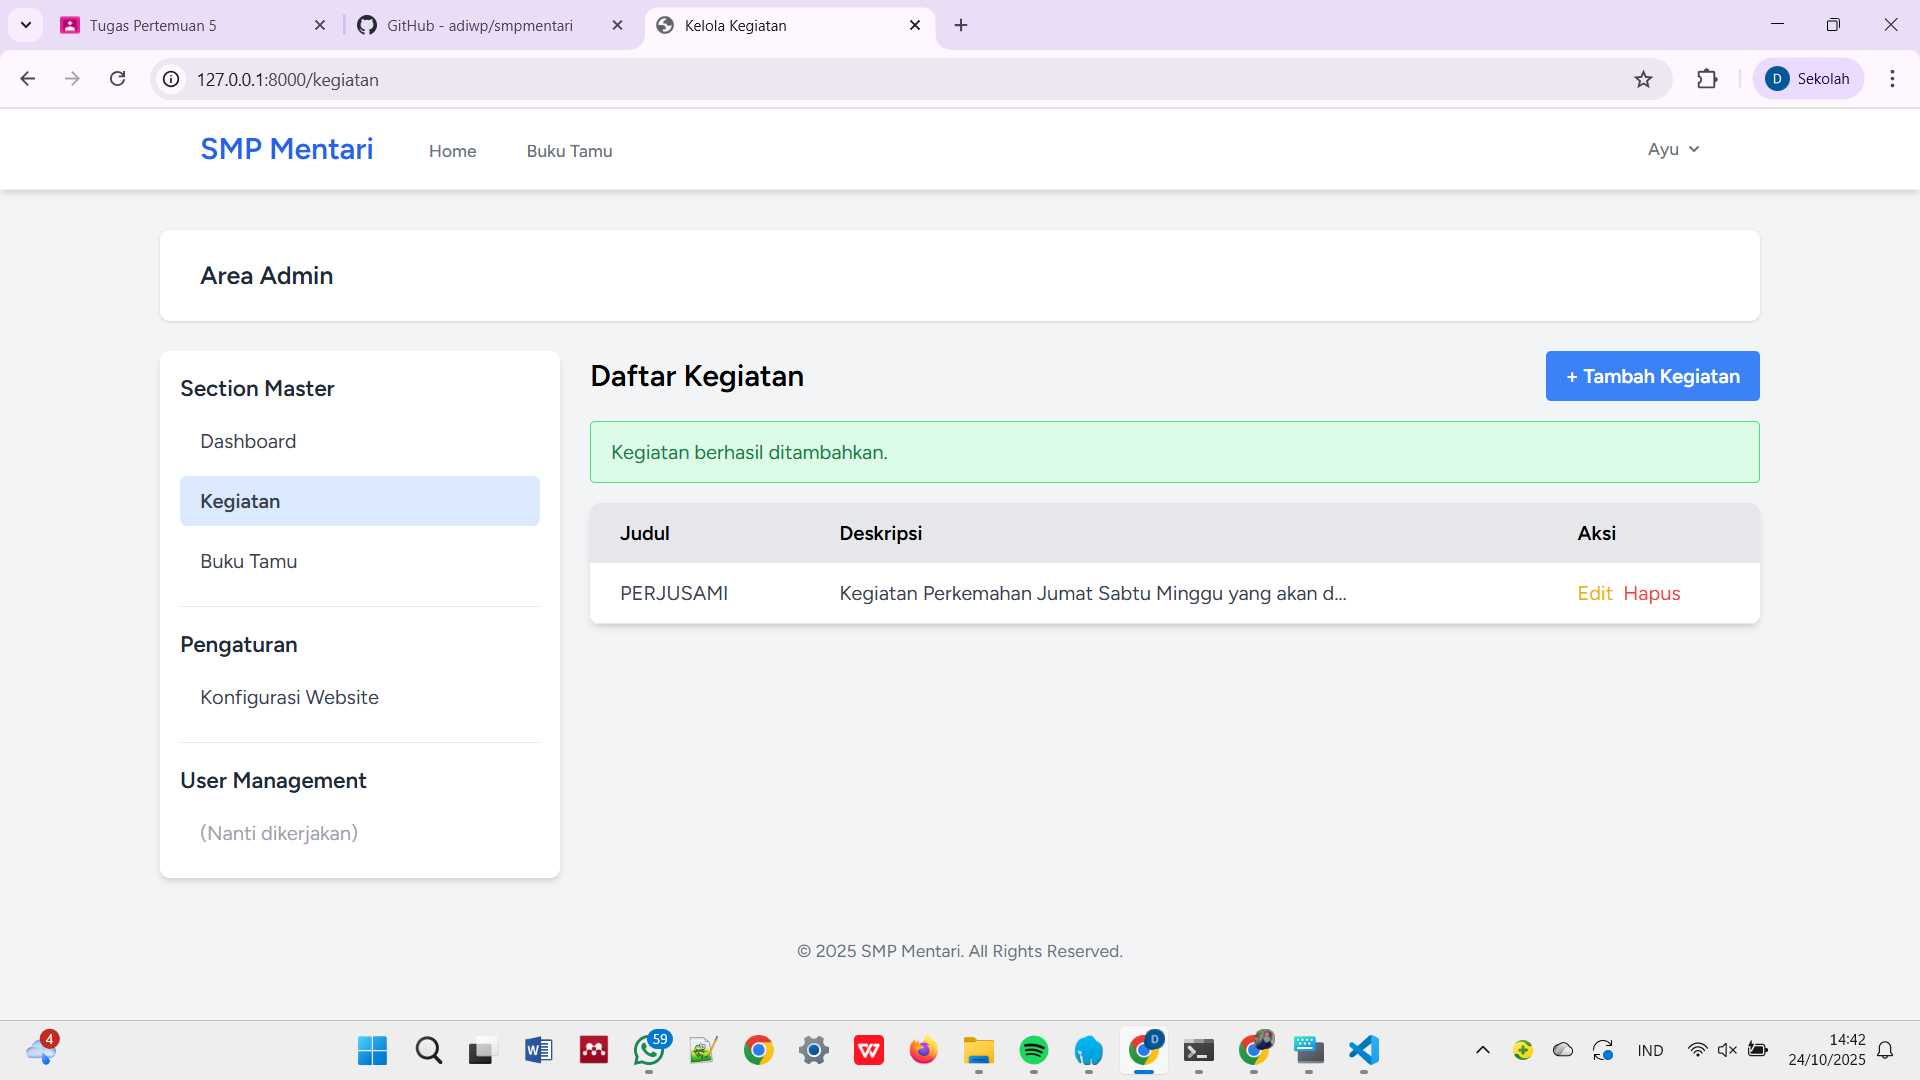 Tugas Pertemuan 5
GitHub - adiwp/smpmentari
Kelola Kegiatan
127.0.0.1:8000/kegiatan
D Sekolah
SMP Mentari
Home
Buku Tamu
Ayu
Area Admin
Section Master
Dashboard
Kegiatan
Buku Tamu
Pengaturan
Konfigurasi Website
User Management
(Nanti dikerjakan)
Daftar Kegiatan
+ Tambah Kegiatan
Kegiatan berhasil ditambahkan.
Judul Deskripsi Aksi
PERJUSAMI Kegiatan Perkemahan Jumat Sabtu Minggu yang akan d... Edit Hapus
© 2025 SMP Mentari. All Rights Reserved.
4
59
D
IND
14:42
24/10/2025